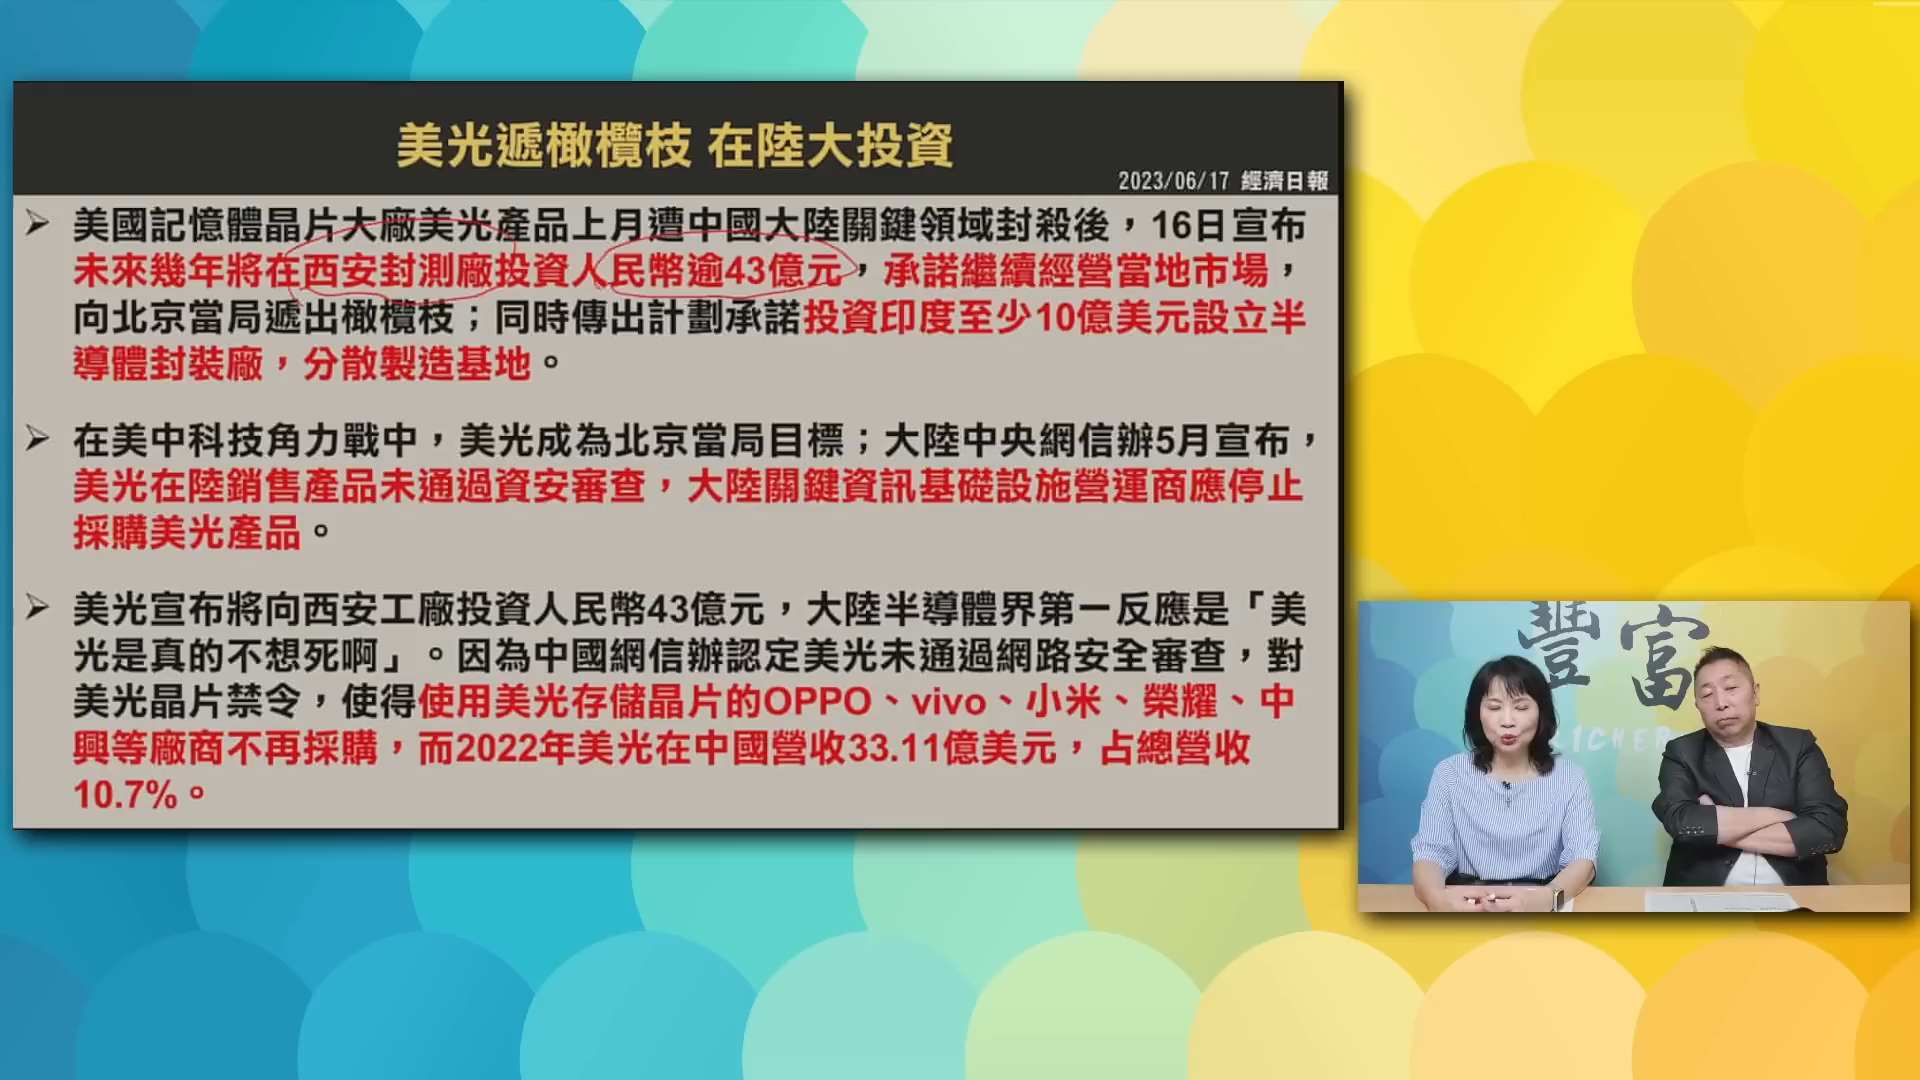 美光遞橄欖枝 在陸大投資
2023/06/17 經濟日報
➢ 美國記憶體晶片大廠美光產品上月遭中國大陸關鍵領域封殺後，16日宣布
未來幾年將在西安封測廠投資人民幣逾43億元，承諾繼續經營當地市場，
向北京當局遞出橄欖枝；同時傳出計劃承諾投資印度至少10億美元設立半
導體封裝廠，分散製造基地。
➢ 在美中科技角力戰中，美光成為北京當局目標；大陸中央網信辦5月宣布，
美光在陸銷售產品未通過資安審查，大陸關鍵資訊基礎設施營運商應停止
採購美光產品。
➢ 美光宣布將向西安工廠投資人民幣43億元，大陸半導體界第一反應是「美
光是真的不想死啊」。因為中國網信辦認定美光未通過網路安全審查，對
美光晶片禁令，使得使用美光存儲晶片的OPPO、vivo、小米、榮耀、中
興等廠商不再採購，而2022年美光在中國營收33.11億美元，占總營收
10.7%。
豐富
LICHER